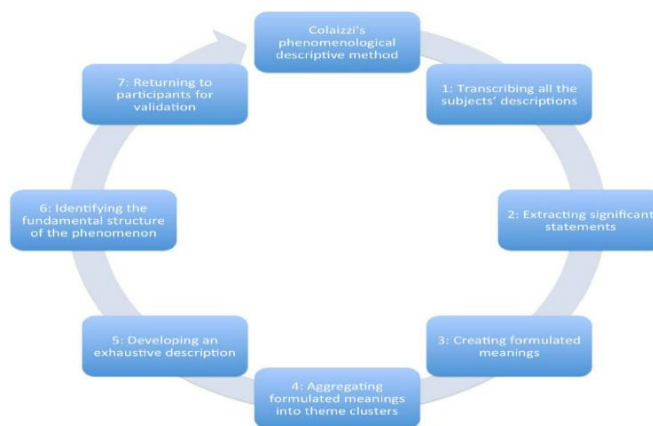 Colaizzi's
phenomenological
descriptive method
1: Transcribing all the
subjects' descriptions
2: Extracting significant
statements
3: Creating formulated
meanings
4: Aggregating
formulated meanings
into theme clusters
5: Developing an
exhaustive description
6: Identifying the
fundamental structure
of the phenomenon
7: Returning to
participants for
validation